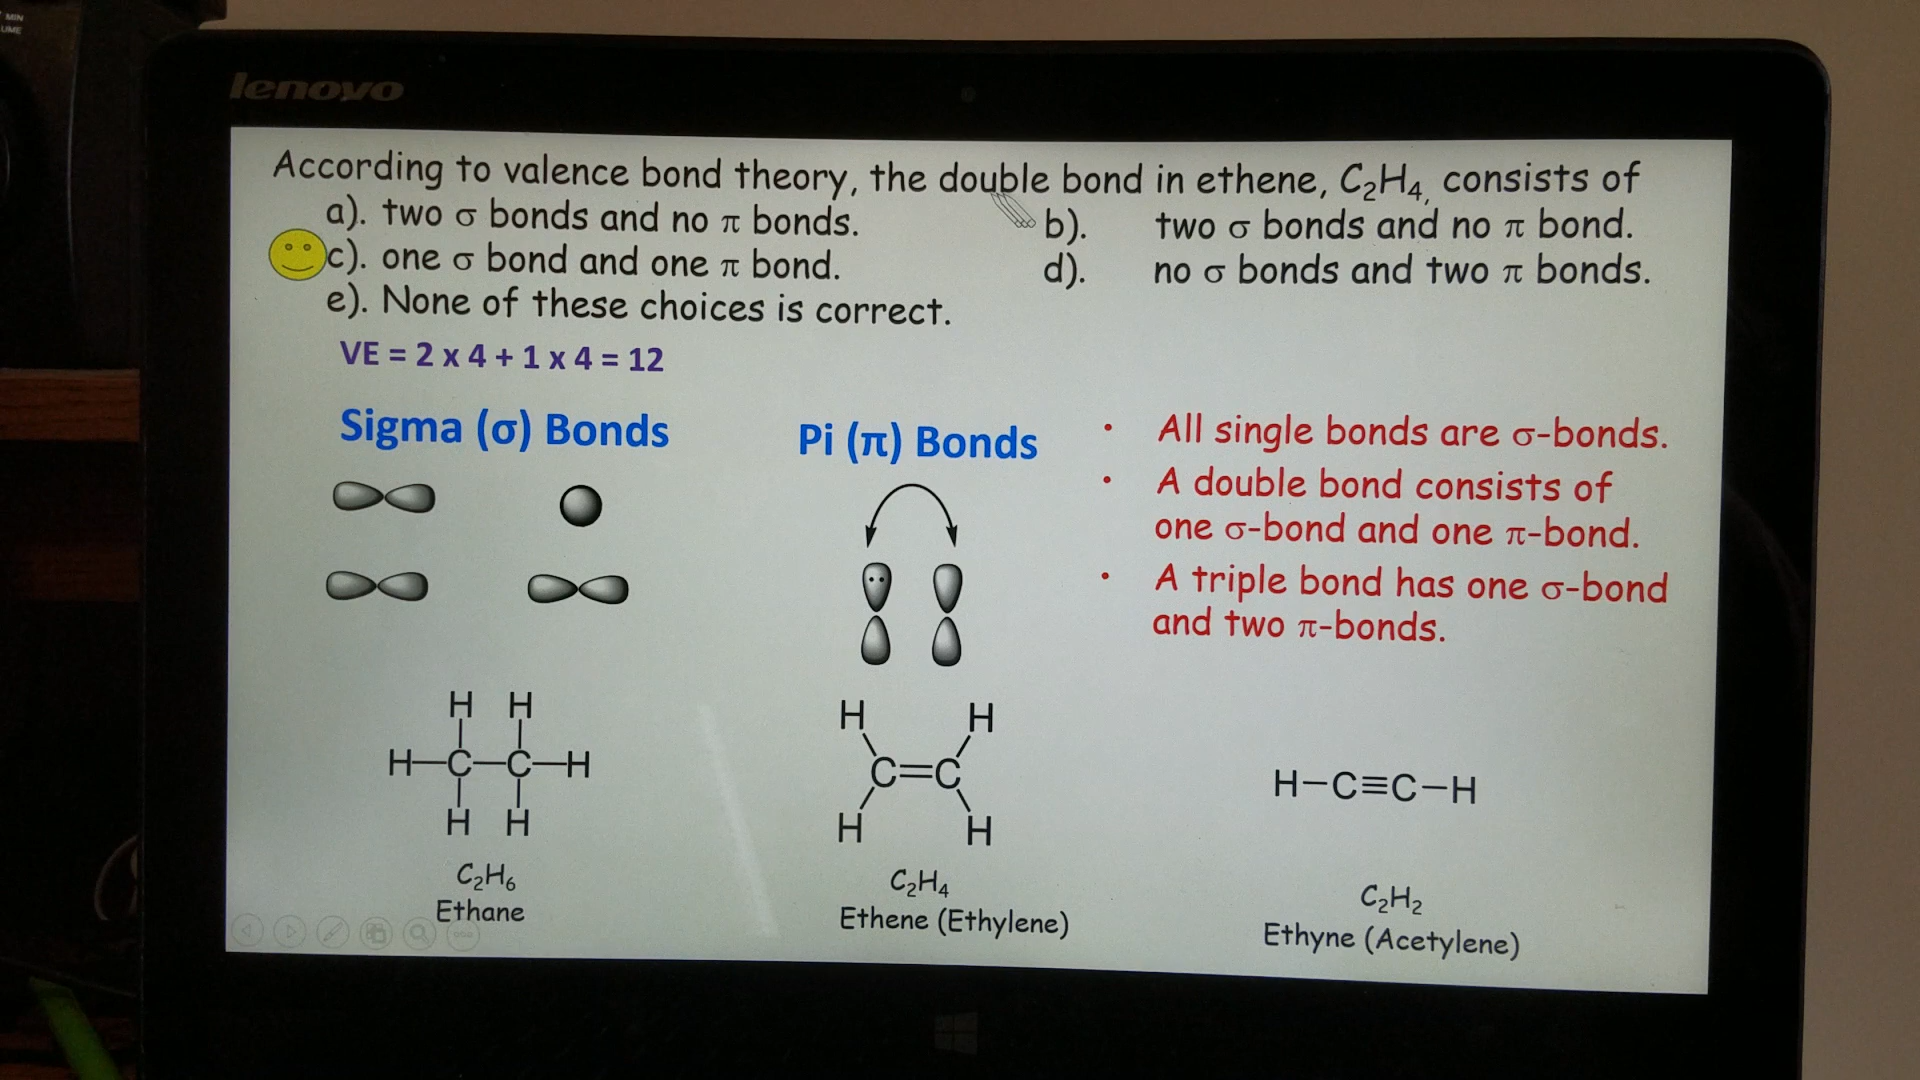 MIN
UME
lenovo
According to valence bond theory, the double bond in ethene, C₂H₄, consists of
a). two σ bonds and no π bonds. b). two σ bonds and no π bond.
c). one σ bond and one π bond. d). no σ bonds and two π bonds.
e). None of these choices is correct.
VE = 2 x 4 + 1 x 4 = 12
Sigma (σ) Bonds
Pi (π) Bonds
• All single bonds are σ-bonds.
• A double bond consists of
one σ-bond and one π-bond.
• A triple bond has one σ-bond
and two π-bonds.
H H
H–C–C–H
H H
C₂H₆
Ethane
H H
C=C
H H
C₂H₄
Ethene (Ethylene)
H–C≡C–H
C₂H₂
Ethyne (Acetylene)